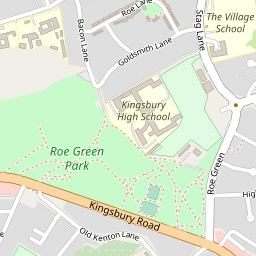 Roe Lane
The Village
School
Bacon Lane
Goldsmith Lane
Stag Lane
Kingsbury
High School
Roe Green
Park
Roe Green
High
Kingsbury Road
Old Kenton Lane